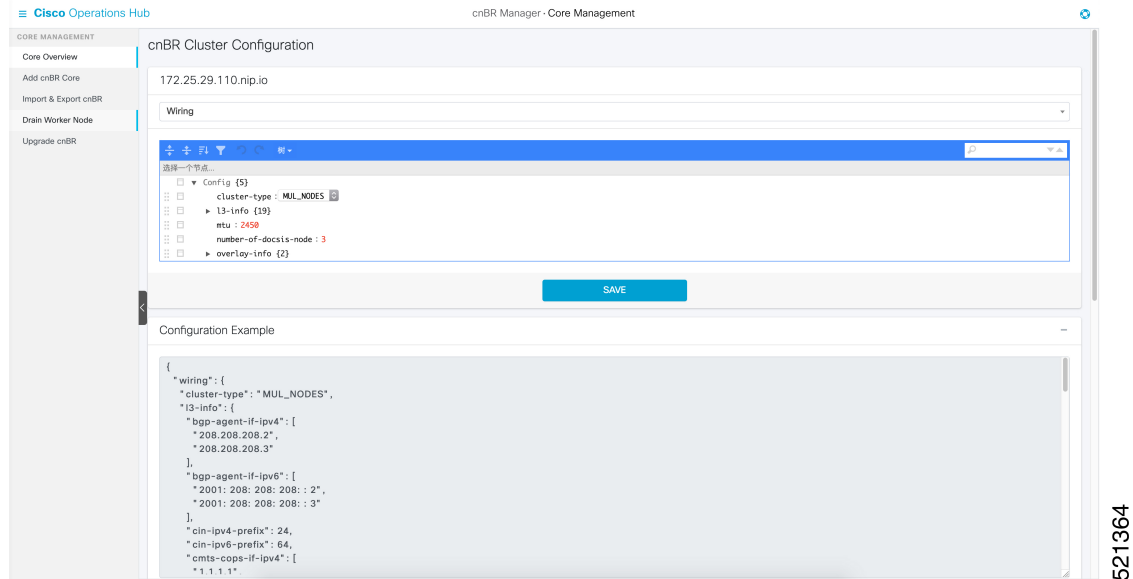 ≡ Cisco Operations Hub
cnBR Manager · Core Management
CORE MANAGEMENT
Core Overview
Add cnBR Core
Import & Export cnBR
Drain Worker Node
Upgrade cnBR
cnBR Cluster Configuration
172.25.29.110.nip.io
Wiring
树
选择一个节点...
Config {5}
cluster-type : MUL_NODES
l3-info {19}
mtu : 2450
number-of-docsis-node : 3
overlay-info {2}
SAVE
Configuration Example
{
"wiring": {
"cluster-type": "MUL_NODES",
"l3-info": {
"bgp-agent-if-ipv4": [
"208.208.208.2",
"208.208.208.3"
],
"bgp-agent-if-ipv6": [
"2001: 208: 208: 208: : 2",
"2001: 208: 208: 208: : 3"
],
"cin-ipv4-prefix": 24,
"cin-ipv6-prefix": 64,
"cmts-cops-if-ipv4": [
"1.1.1.1",
521364